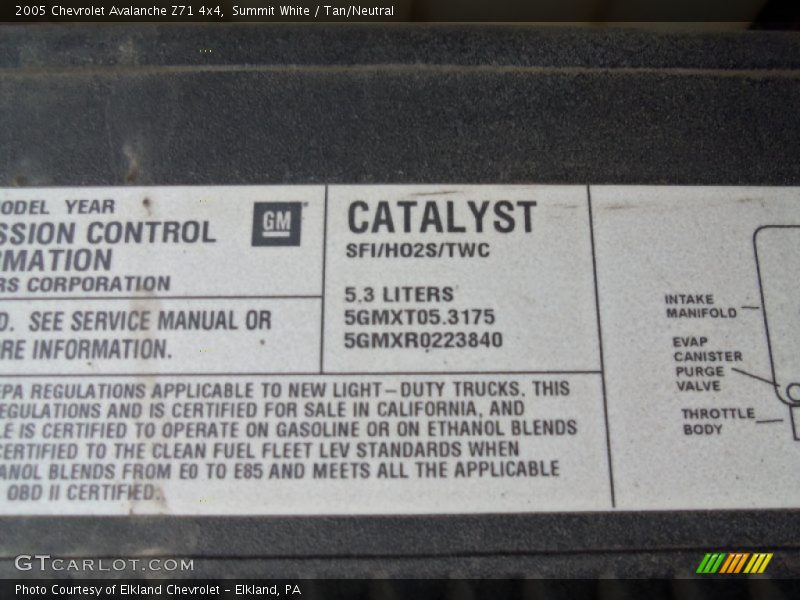 2005 Chevrolet Avalanche Z71 4x4, Summit White / Tan/Neutral
ODEL YEAR
SSION CONTROL
MATION
RS CORPORATION
GM
CATALYST
SFI/HO2S/TWC
5.3 LITERS
5GMXT05.3175
5GMXR0223840
D. SEE SERVICE MANUAL OR
RE INFORMATION.
EPA REGULATIONS APPLICABLE TO NEW LIGHT-DUTY TRUCKS. THIS
EGULATIONS AND IS CERTIFIED FOR SALE IN CALIFORNIA, AND
LE IS CERTIFIED TO OPERATE ON GASOLINE OR ON ETHANOL BLENDS
CERTIFIED TO THE CLEAN FUEL FLEET LEV STANDARDS WHEN
ANOL BLENDS FROM E0 TO E85 AND MEETS ALL THE APPLICABLE
OBD II CERTIFIED.
INTAKE
MANIFOLD
EVAP
CANISTER
PURGE
VALVE
THROTTLE
BODY
GTCARLOT.COM
Photo Courtesy of Elkland Chevrolet - Elkland, PA